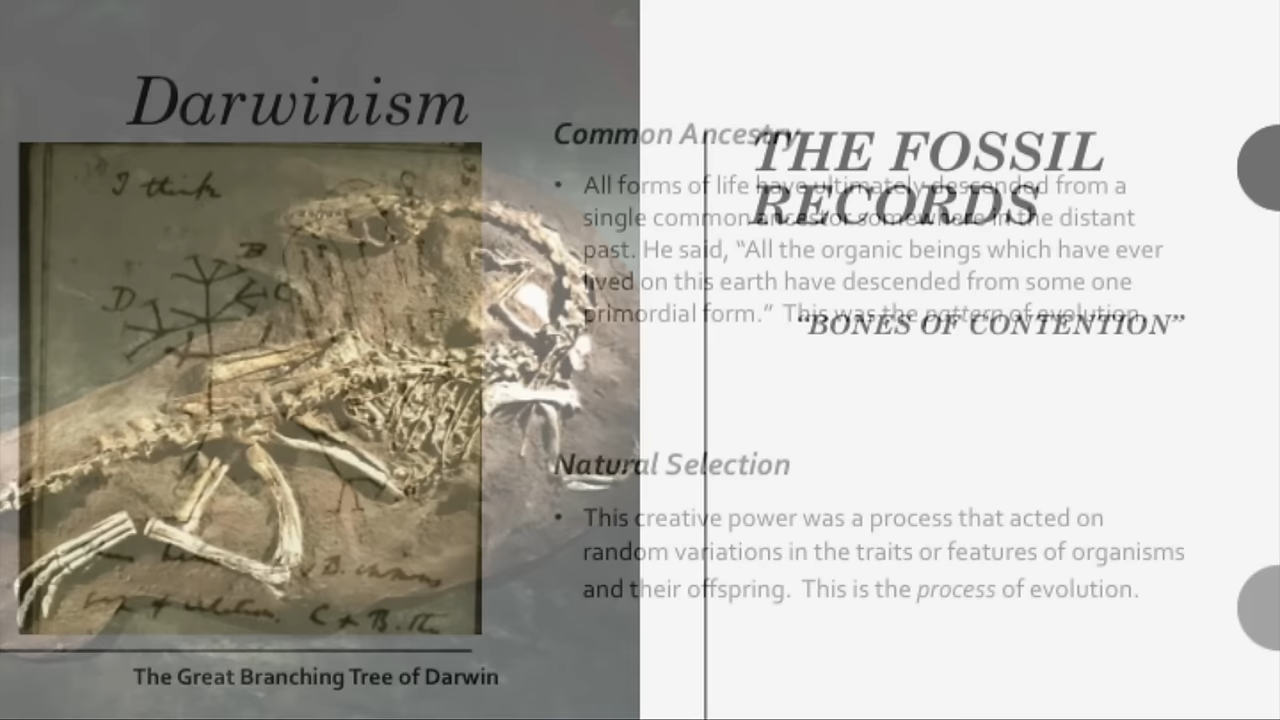 Darwinism
I think
B
D
C
C + B. The
The Great Branching Tree of Darwin
Common Ancestry
• All forms of life have ultimately descended from a
single common ancestor somewhere in the distant
past. He said, “All the organic beings which have ever
lived on this earth have descended from some one
primordial form.” This was the pattern of evolution.
Natural Selection
• This creative power was a process that acted on
random variations in the traits or features of organisms
and their offspring. This is the process of evolution.
THE FOSSIL
RECORDS
“BONES OF CONTENTION”